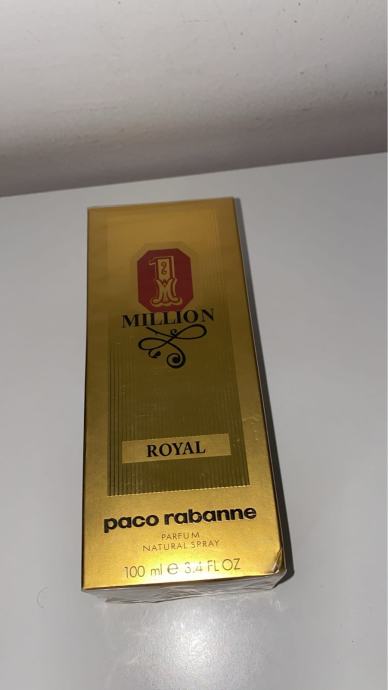 1
M
MILLION
ROYAL
paco rabanne
PARFUM
NATURAL SPRAY
100 ml e 3.4 FL OZ